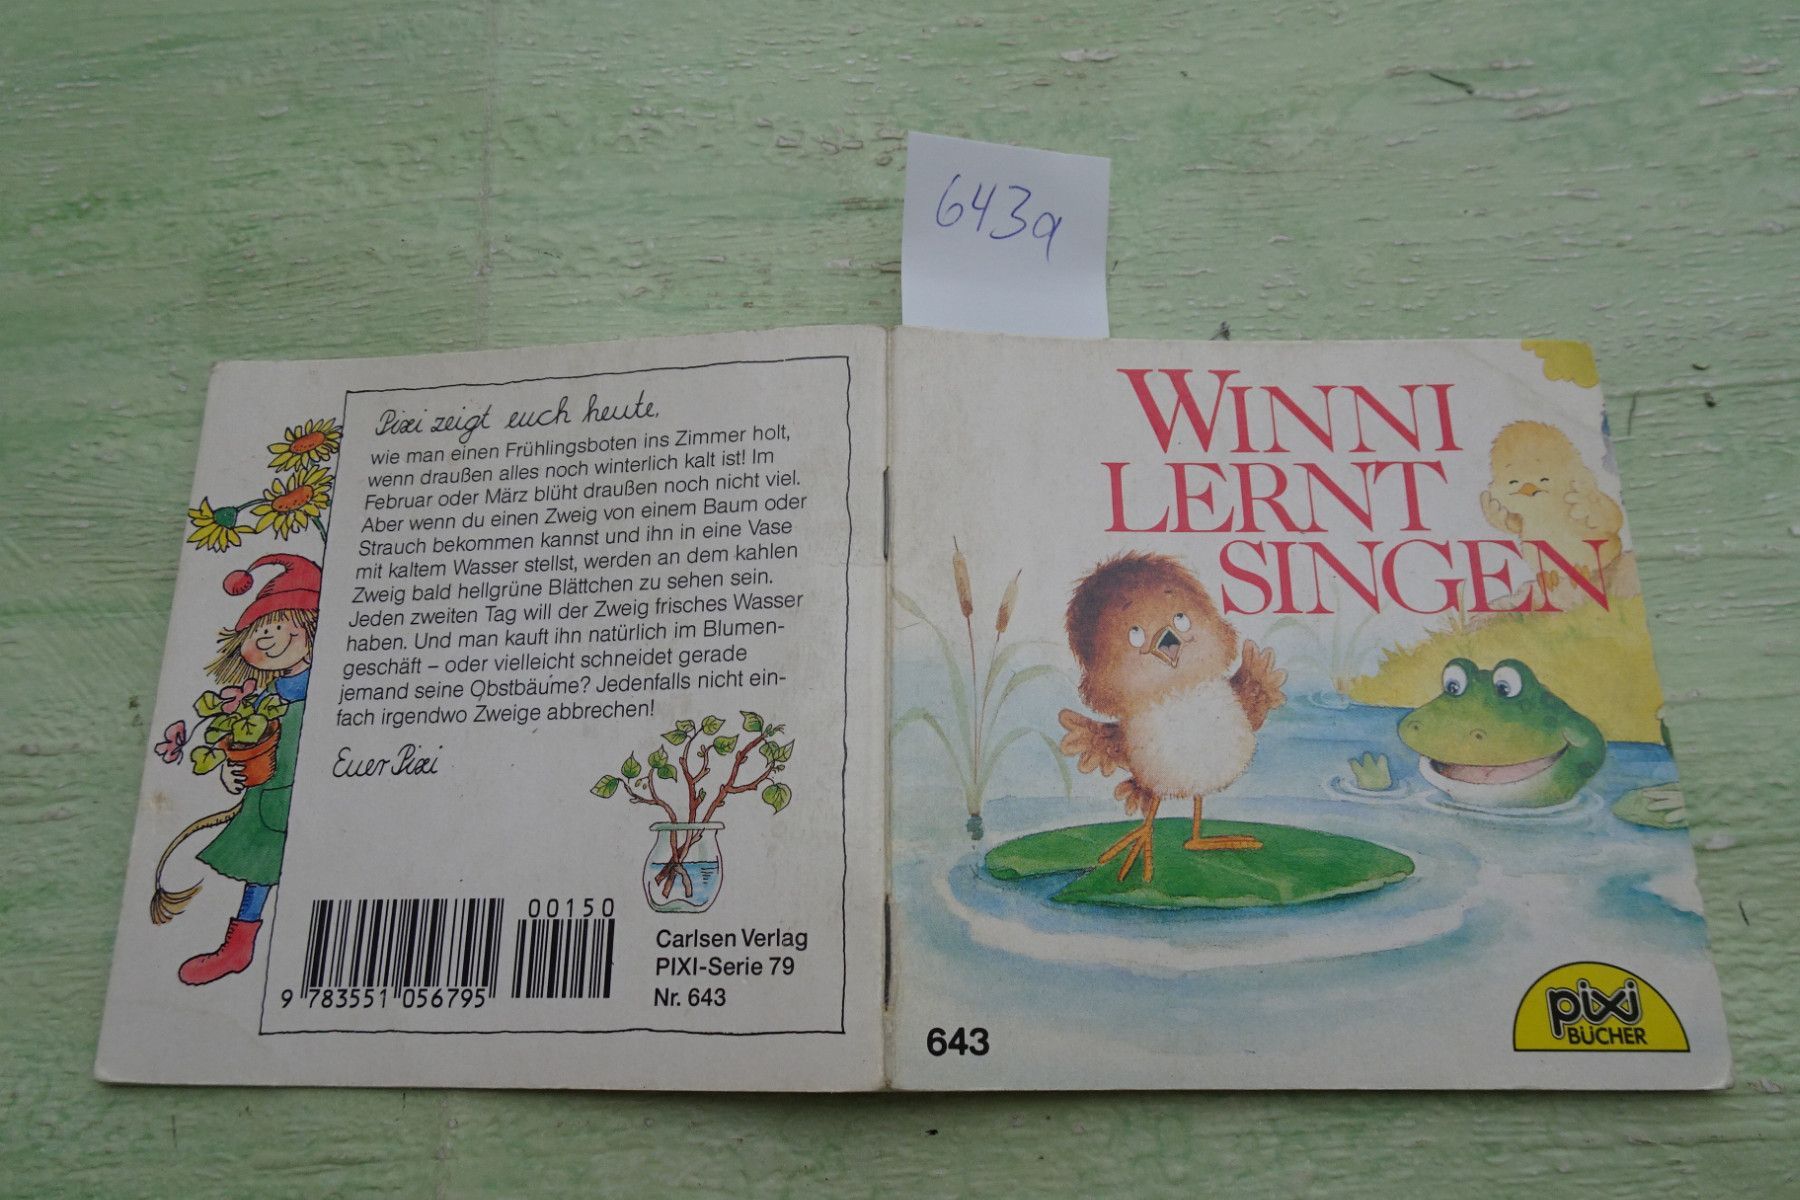 643a
Pixi zeigt euch heute,
wie man einen Frühlingsboten ins Zimmer holt,
wenn draußen alles noch winterlich kalt ist! Im
Februar oder März blüht draußen noch nicht viel.
Aber wenn du einen Zweig von einem Baum oder
Strauch bekommen kannst und ihn in eine Vase
mit kaltem Wasser stellst, werden an dem kahlen
Zweig bald hellgrüne Blättchen zu sehen sein.
Jeden zweiten Tag will der Zweig frisches Wasser
haben. Und man kauft ihn natürlich im Blumen-
geschäft – oder vielleicht schneidet gerade
jemand seine Obstbäume? Jedenfalls nicht ein-
fach irgendwo Zweige abbrechen!
Euer Pixi
00150
9 783551 056795
Carlsen Verlag
PIXI-Serie 79
Nr. 643
WINNI
LERNT
SINGEN
643
pixi
BÜCHER